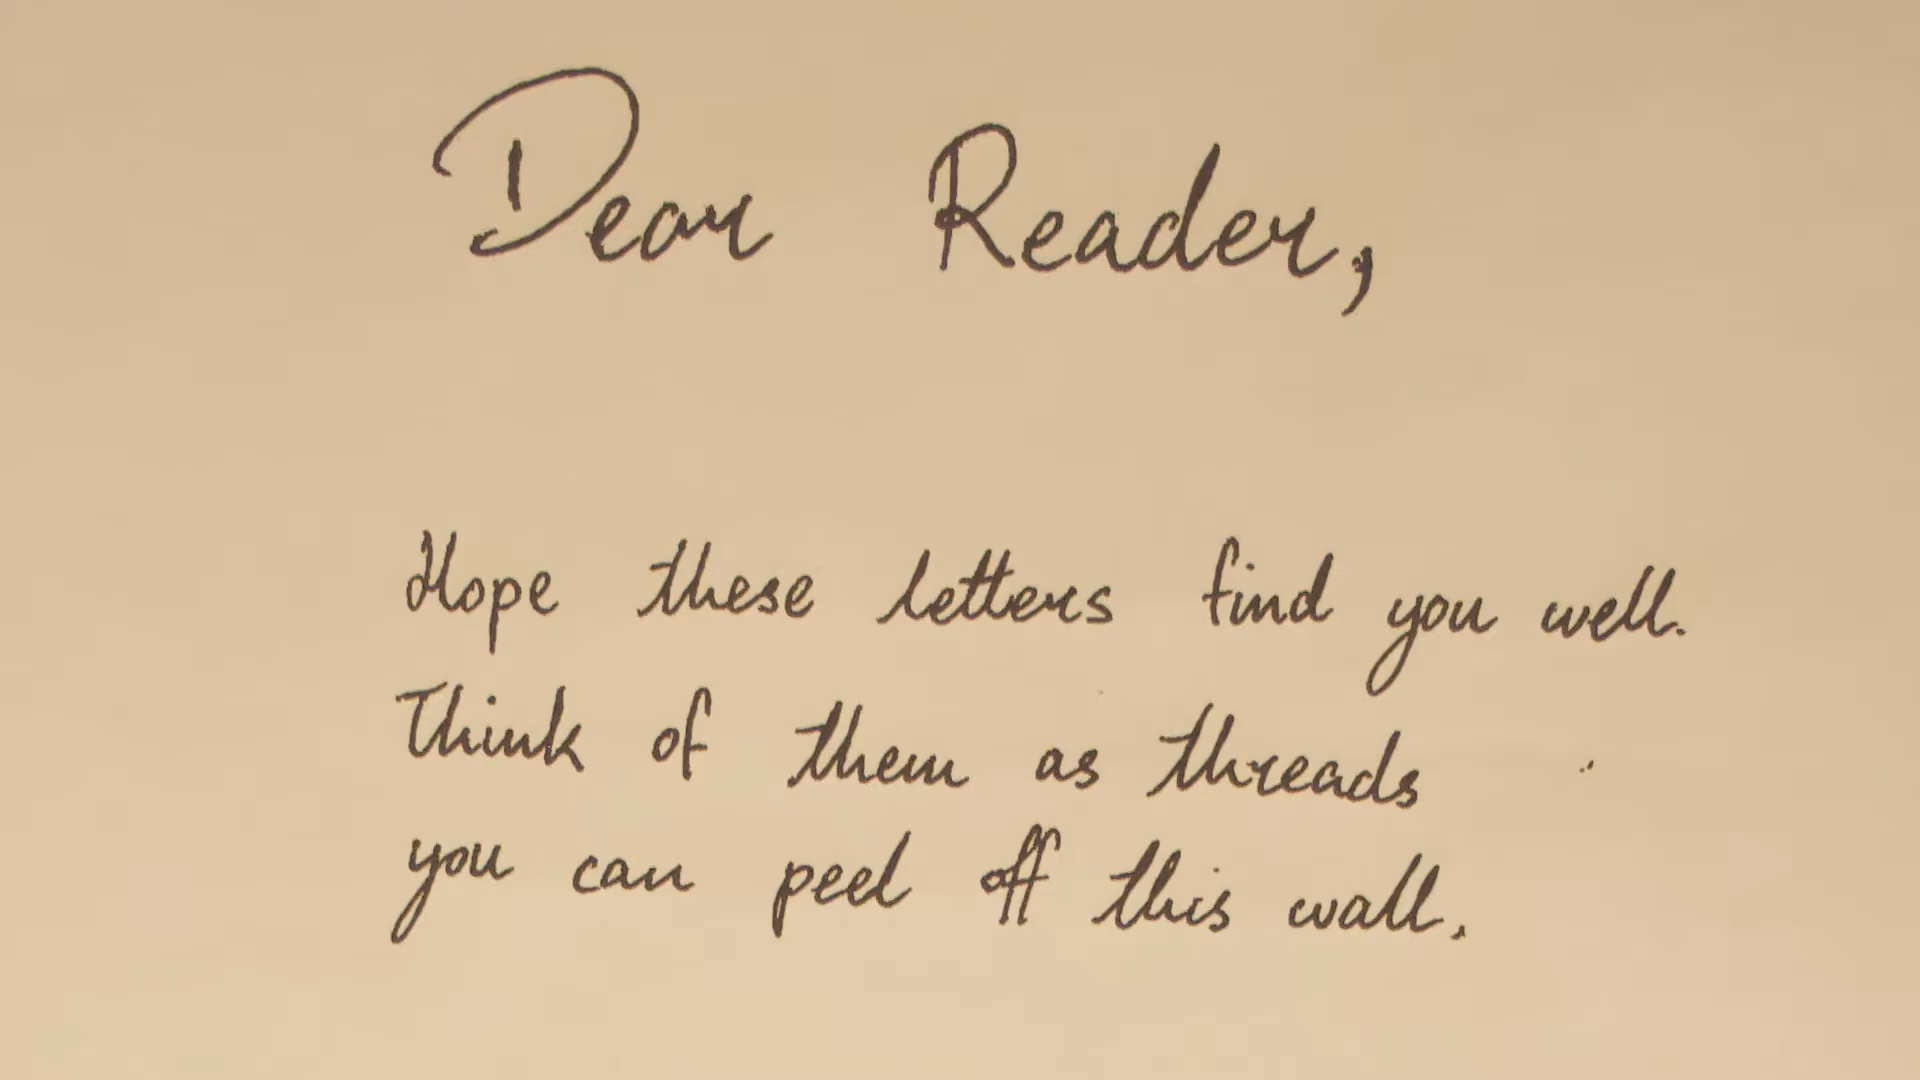 Dear Reader,
Hope these letters find you well.
Think of them as threads
you can peel off this wall.